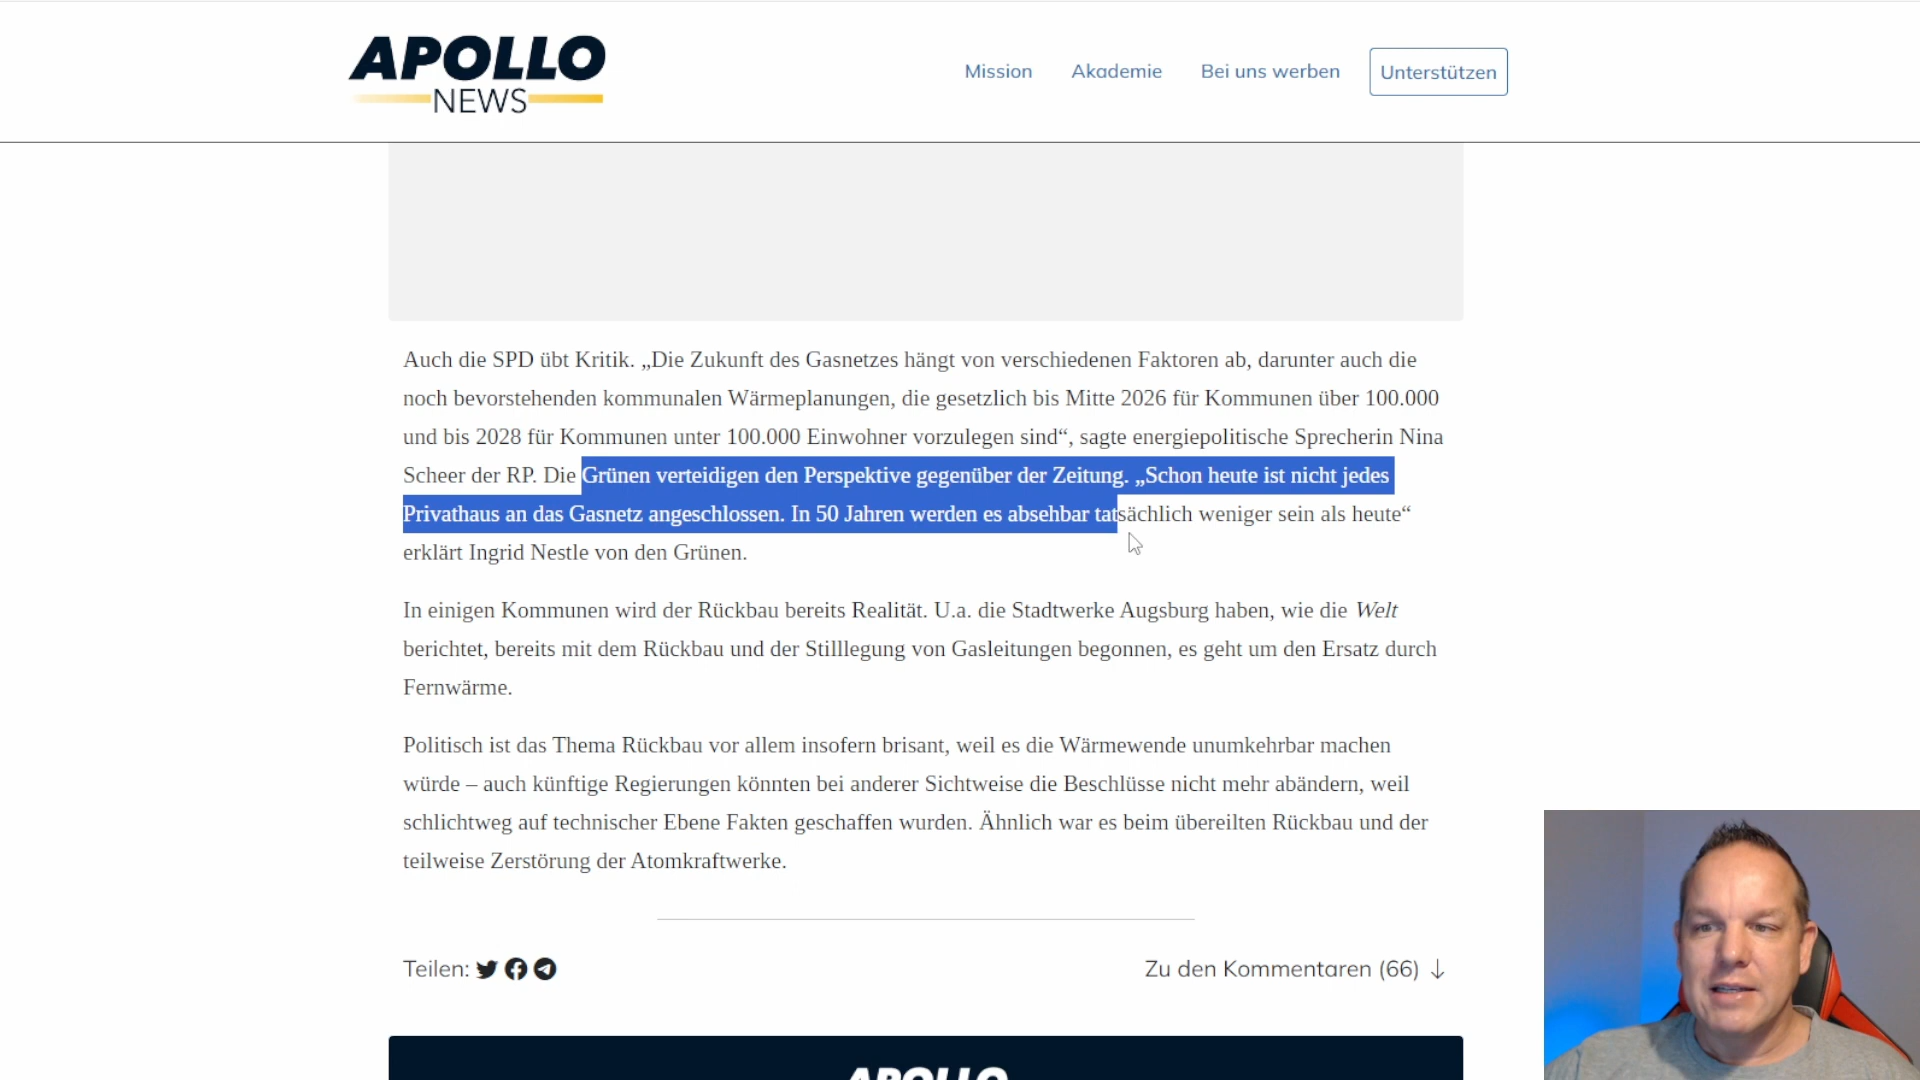 APOLLO
NEWS
Mission
Akademie
Bei uns werben
Unterstützen
Auch die SPD übt Kritik. „Die Zukunft des Gasnetzes hängt von verschiedenen Faktoren ab, darunter auch die
noch bevorstehenden kommunalen Wärmeplanungen, die gesetzlich bis Mitte 2026 für Kommunen über 100.000
und bis 2028 für Kommunen unter 100.000 Einwohner vorzulegen sind“, sagte energiepolitische Sprecherin Nina
Scheer der RP. Die Grünen verteidigen den Perspektive gegenüber der Zeitung. „Schon heute ist nicht jedes
Privathaus an das Gasnetz angeschlossen. In 50 Jahren werden es absehbar tatsächlich weniger sein als heute“
erklärt Ingrid Nestle von den Grünen.
In einigen Kommunen wird der Rückbau bereits Realität. U.a. die Stadtwerke Augsburg haben, wie die Welt
berichtet, bereits mit dem Rückbau und der Stilllegung von Gasleitungen begonnen, es geht um den Ersatz durch
Fernwärme.
Politisch ist das Thema Rückbau vor allem insofern brisant, weil es die Wärmewende unumkehrbar machen
würde – auch künftige Regierungen könnten bei anderer Sichtweise die Beschlüsse nicht mehr abändern, weil
schlichtweg auf technischer Ebene Fakten geschaffen wurden. Ähnlich war es beim übereilten Rückbau und der
teilweise Zerstörung der Atomkraftwerke.
Teilen:
Zu den Kommentaren (66) ↓
APOLLO